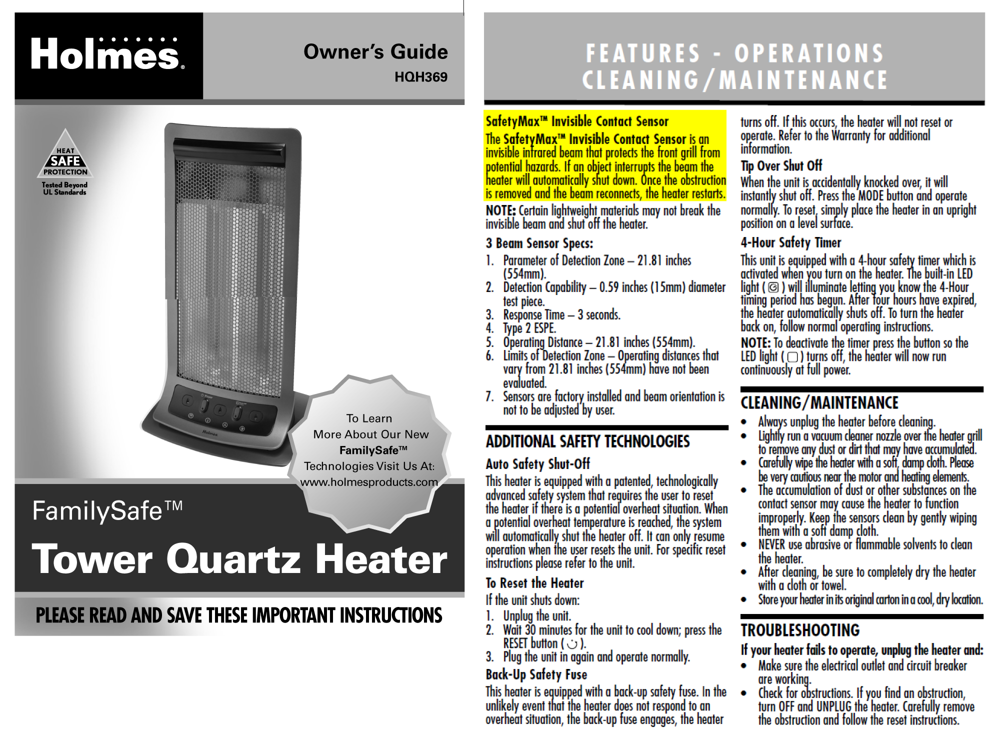 Holmes®
Owner's Guide
HQH369
HEAT
SAFE
PROTECTION
Tested Beyond
UL Standards
Power
Holmes
To Learn
More About Our New
FamilySafe™
Technologies Visit Us At:
www.holmesproducts.com
FamilySafe™
Tower Quartz Heater
PLEASE READ AND SAVE THESE IMPORTANT INSTRUCTIONS
FEATURES - OPERATIONS
CLEANING/MAINTENANCE
SafetyMax™ Invisible Contact Sensor
The SafetyMax™ Invisible Contact Sensor is an
invisible infrared beam that protects the front grill from
potential hazards. If an object interrupts the beam the
heater will automatically shut down. Once the obstruction
is removed and the beam reconnects, the heater restarts.
NOTE: Certain lightweight materials may not break the
invisible beam and shut off the heater.
3 Beam Sensor Specs:
1. Parameter of Detection Zone – 21.81 inches
(554mm).
2. Detection Capability – 0.59 inches (15mm) diameter
test piece.
3. Response Time – 3 seconds.
4. Type 2 ESPE.
5. Operating Distance – 21.81 inches (554mm).
6. Limits of Detection Zone – Operating distances that
vary from 21.81 inches (554mm) have not been
evaluated.
7. Sensors are factory installed and beam orientation is
not to be adjusted by user.
ADDITIONAL SAFETY TECHNOLOGIES
Auto Safety Shut-Off
This heater is equipped with a patented, technologically
advanced safety system that requires the user to reset
the heater if there is a potential overheat situation. When
a potential overheat temperature is reached, the system
will automatically shut the heater off. It can only resume
operation when the user resets the unit. For specific reset
instructions please refer to the unit.
To Reset the Heater
If the unit shuts down:
1. Unplug the unit.
2. Wait 30 minutes for the unit to cool down; press the
RESET button ( ).
3. Plug the unit in again and operate normally.
Back-Up Safety Fuse
This heater is equipped with a back-up safety fuse. In the
unlikely event that the heater does not respond to an
overheat situation, the back-up fuse engages, the heater
turns off. If this occurs, the heater will not reset or
operate. Refer to the Warranty for additional
information.
Tip Over Shut Off
When the unit is accidentally knocked over, it will
instantly shut off. Press the MODE button and operate
normally. To reset, simply place the heater in an upright
position on a level surface.
4-Hour Safety Timer
This unit is equipped with a 4-hour safety timer which is
activated when you turn on the heater. The built-in LED
light ( ) will illuminate letting you know the 4-Hour
timing period has begun. After four hours have expired,
the heater automatically shuts off. To turn the heater
back on, follow normal operating instructions.
NOTE: To deactivate the timer press the button so the
LED light ( ) turns off, the heater will now run
continuously at full power.
CLEANING/MAINTENANCE
• Always unplug the heater before cleaning.
• Lightly run a vacuum cleaner nozzle over the heater grill
to remove any dust or dirt that may have accumulated.
• Carefully wipe the heater with a soft, damp cloth. Please
be very cautious near the motor and heating elements.
• The accumulation of dust or other substances on the
contact sensor may cause the heater to function
improperly. Keep the sensors clean by gently wiping
them with a soft damp cloth.
• NEVER use abrasive or flammable solvents to clean
the heater.
• After cleaning, be sure to completely dry the heater
with a cloth or towel.
• Store your heater in its original carton in a cool, dry location.
TROUBLESHOOTING
If your heater fails to operate, unplug the heater and:
• Make sure the electrical outlet and circuit breaker
are working.
• Check for obstructions. If you find an obstruction,
turn OFF and UNPLUG the heater. Carefully remove
the obstruction and follow the reset instructions.